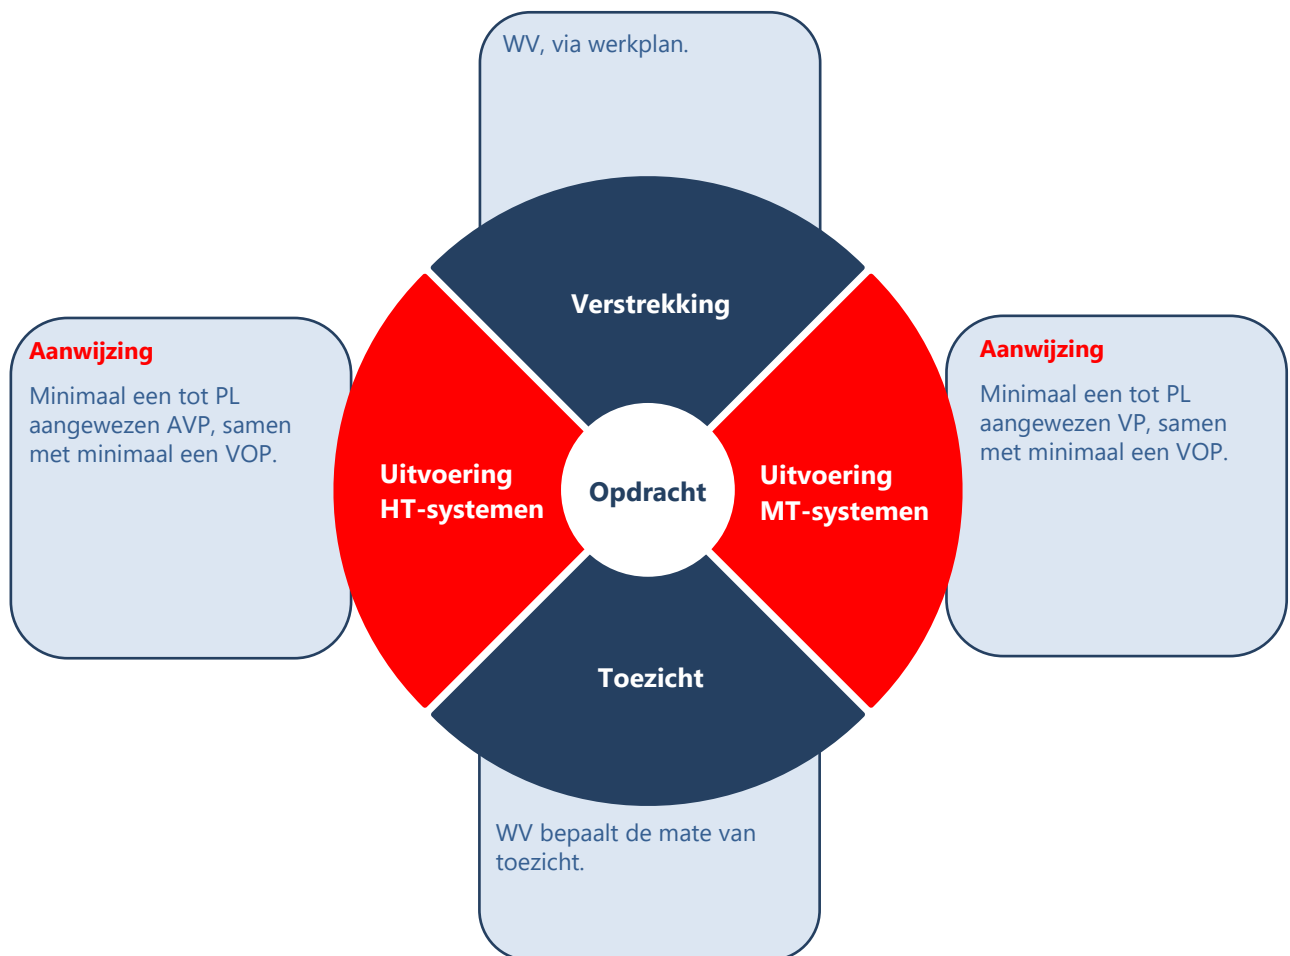 WV, via werkplan.
Verstrekking
Aanwijzing
Minimaal een tot PL
aangewezen AVP, samen
met minimaal een VOP.
Uitvoering
HT-systemen
Opdracht
Uitvoering
MT-systemen
Aanwijzing
Minimaal een tot PL
aangewezen VP, samen
met minimaal een VOP.
Toezicht
WV bepaalt de mate van
toezicht.